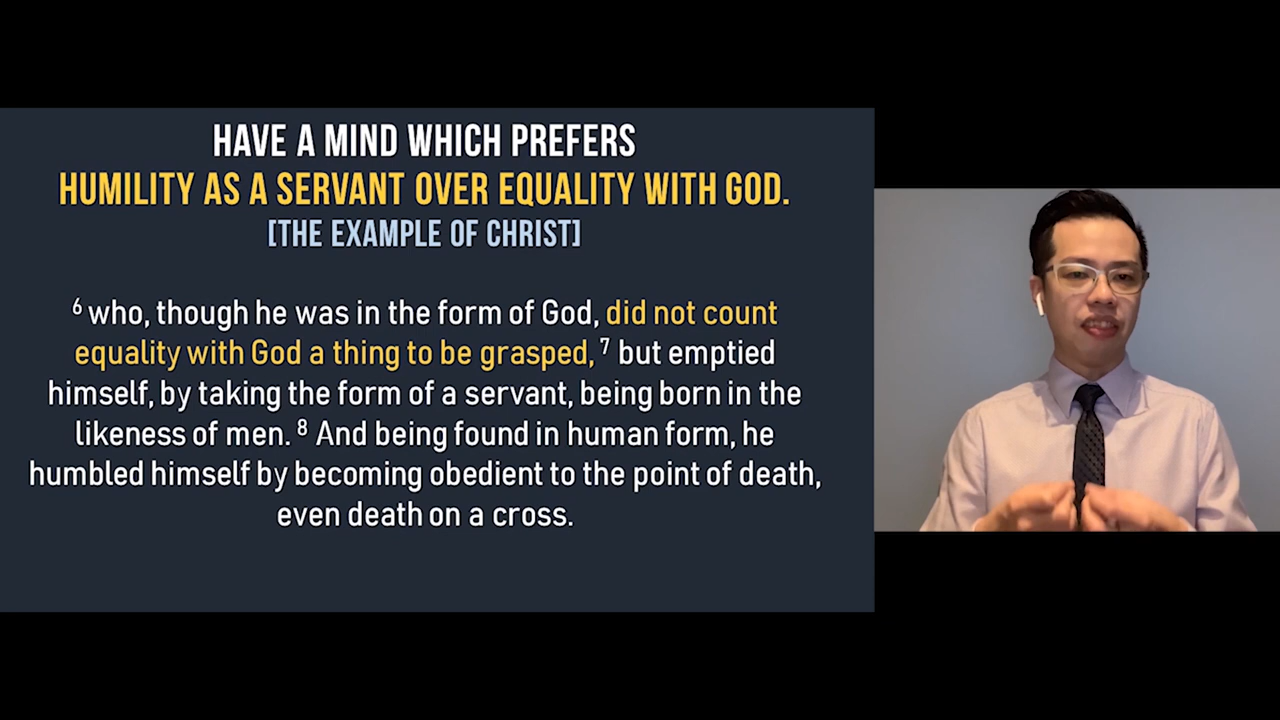 HAVE A MIND WHICH PREFERS
HUMILITY AS A SERVANT OVER EQUALITY WITH GOD.
[THE EXAMPLE OF CHRIST]
6 who, though he was in the form of God, did not count
equality with God a thing to be grasped, 7 but emptied
himself, by taking the form of a servant, being born in the
likeness of men. 8 And being found in human form, he
humbled himself by becoming obedient to the point of death,
even death on a cross.